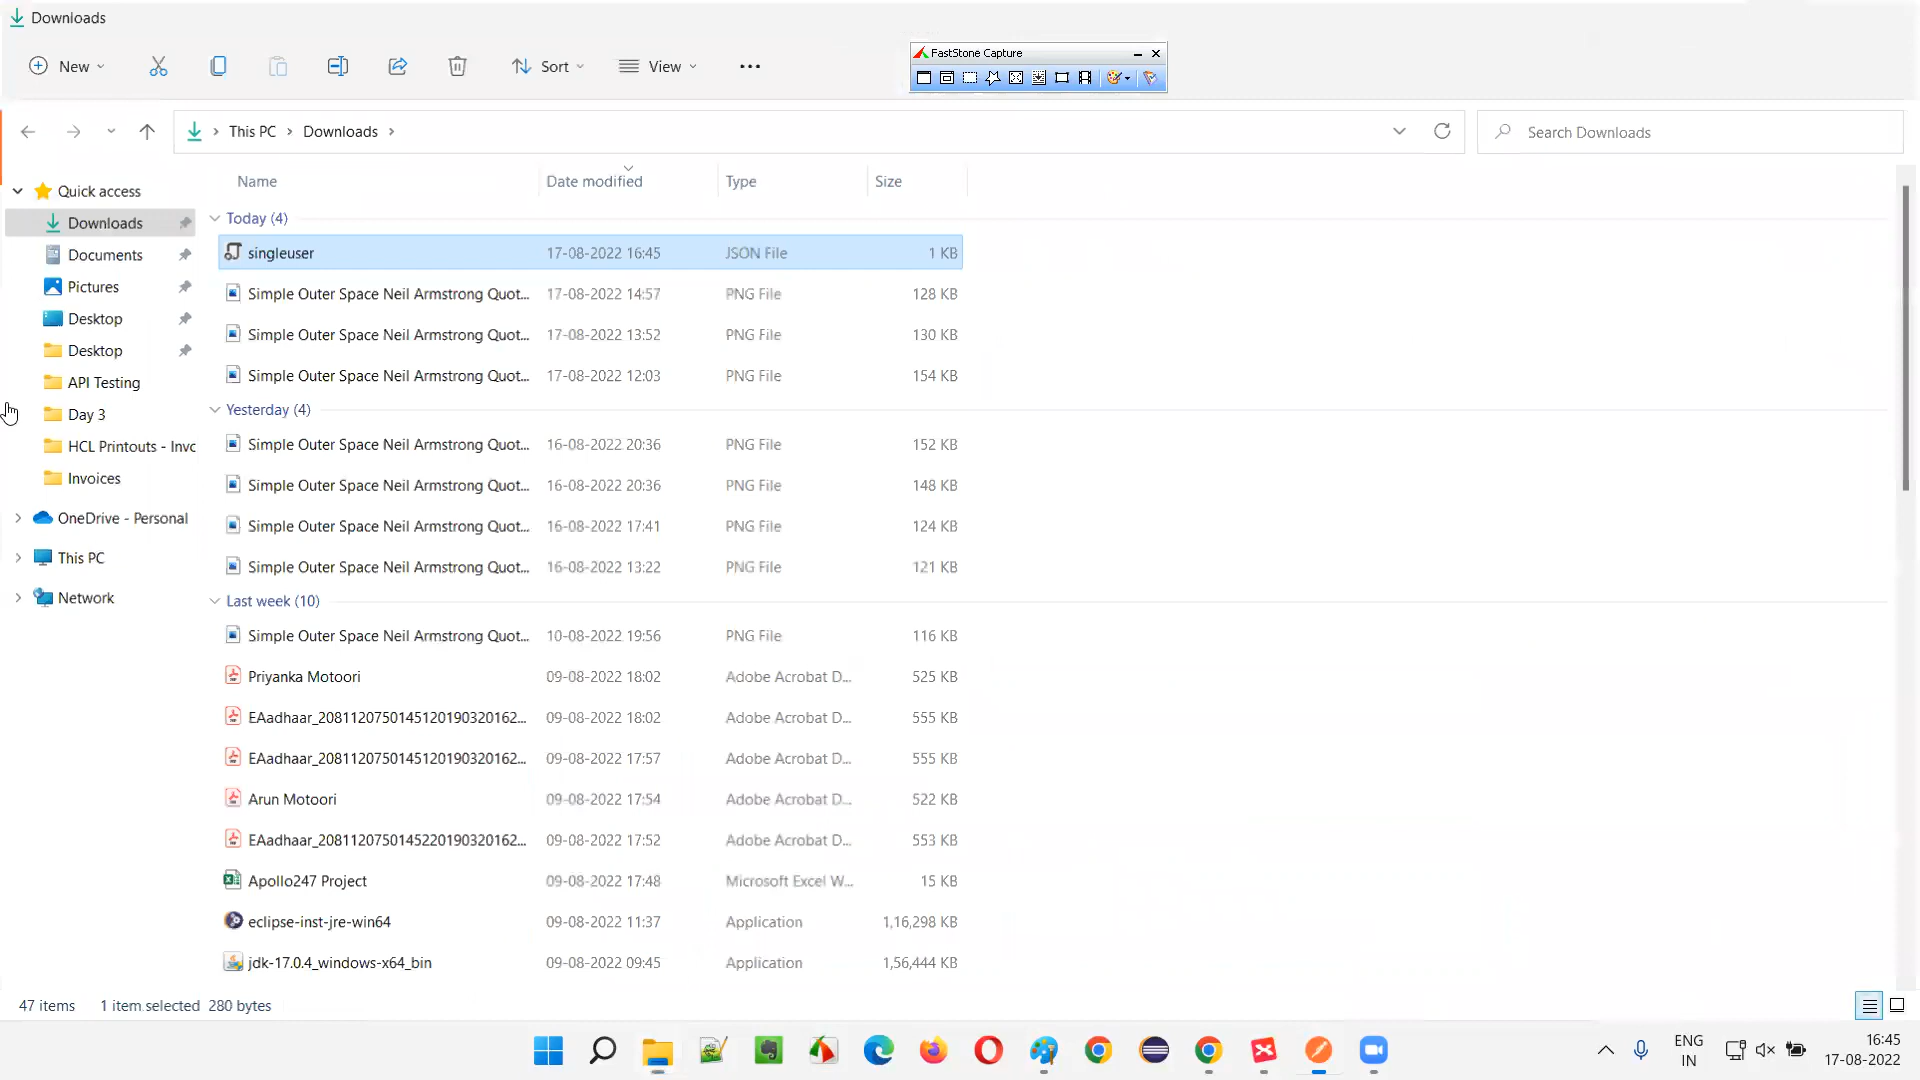 Downloads
New
Sort
View
FastStone Capture
This PC
Downloads
Search Downloads
Name
Date modified
Type
Size
Quick access
Downloads
Documents
Pictures
Desktop
Desktop
API Testing
Day 3
HCL Printouts - Invc
Invoices
OneDrive - Personal
This PC
Network
Today (4)
singleuser 17-08-2022 16:45 JSON File 1 KB
Simple Outer Space Neil Armstrong Quot... 17-08-2022 14:57 PNG File 128 KB
Simple Outer Space Neil Armstrong Quot... 17-08-2022 13:52 PNG File 130 KB
Simple Outer Space Neil Armstrong Quot... 17-08-2022 12:03 PNG File 154 KB
Yesterday (4)
Simple Outer Space Neil Armstrong Quot... 16-08-2022 20:36 PNG File 152 KB
Simple Outer Space Neil Armstrong Quot... 16-08-2022 20:36 PNG File 148 KB
Simple Outer Space Neil Armstrong Quot... 16-08-2022 17:41 PNG File 124 KB
Simple Outer Space Neil Armstrong Quot... 16-08-2022 13:22 PNG File 121 KB
Last week (10)
Simple Outer Space Neil Armstrong Quot... 10-08-2022 19:56 PNG File 116 KB
Priyanka Motoori 09-08-2022 18:02 Adobe Acrobat D... 525 KB
EAadhaar_2081120750145120190320162... 09-08-2022 18:02 Adobe Acrobat D... 555 KB
EAadhaar_2081120750145120190320162... 09-08-2022 17:57 Adobe Acrobat D... 555 KB
Arun Motoori 09-08-2022 17:54 Adobe Acrobat D... 522 KB
EAadhaar_2081120750145220190320162... 09-08-2022 17:52 Adobe Acrobat D... 553 KB
Apollo247 Project 09-08-2022 17:48 Microsoft Excel W... 15 KB
eclipse-inst-jre-win64 09-08-2022 11:37 Application 1,16,298 KB
jdk-17.0.4_windows-x64_bin 09-08-2022 09:45 Application 1,56,444 KB
47 items 1 item selected 280 bytes
ENG
IN
16:45
17-08-2022